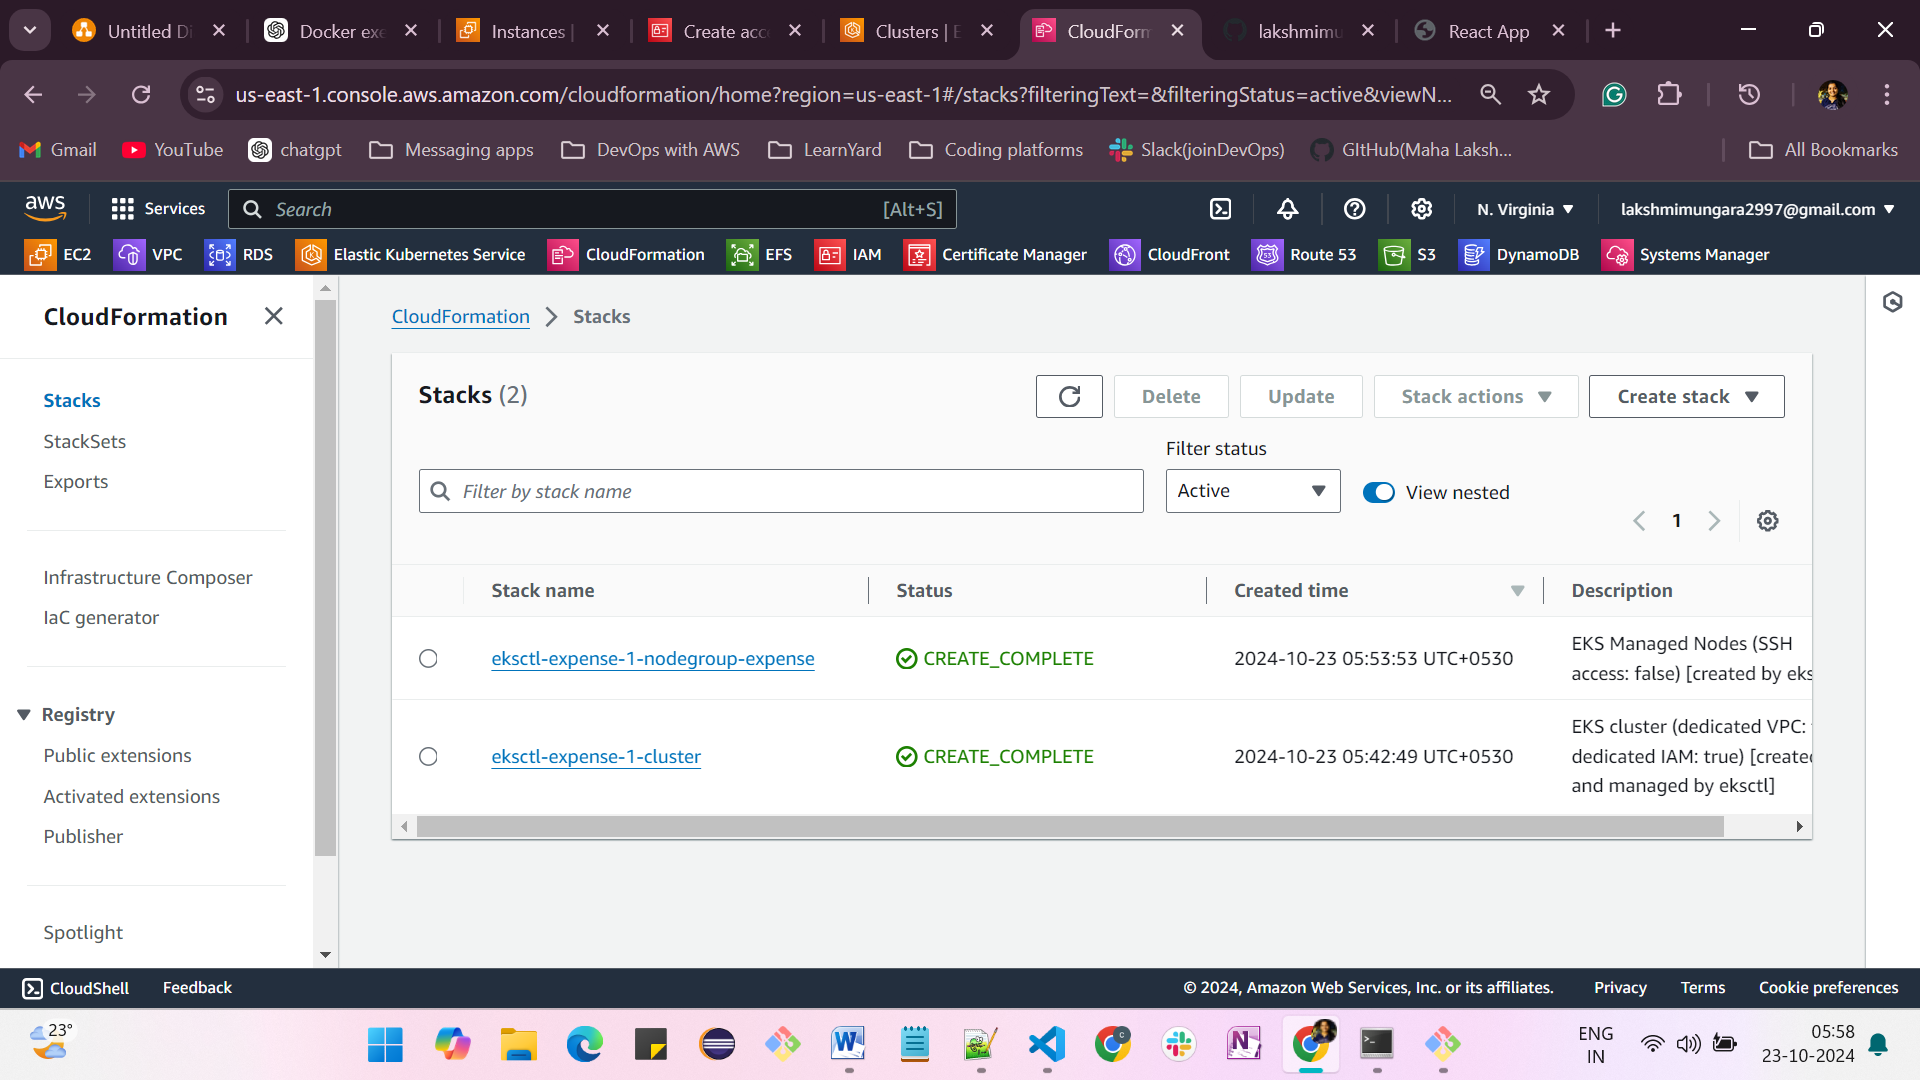 Untitled Di
Docker exe
Instances |
Create acc
Clusters | E
CloudForm
lakshmimu
React App
us-east-1.console.aws.amazon.com/cloudformation/home?region=us-east-1#/stacks?filteringText=&filteringStatus=active&viewN...
Gmail
YouTube
chatgpt
Messaging apps
DevOps with AWS
LearnYard
Coding platforms
Slack(joinDevOps)
GItHub(Maha Laksh...
All Bookmarks
aws
Services
Search
[Alt+S]
N. Virginia
lakshmimungara2997@gmail.com
EC2
VPC
RDS
Elastic Kubernetes Service
CloudFormation
EFS
IAM
Certificate Manager
CloudFront
Route 53
S3
DynamoDB
Systems Manager
CloudFormation
Stacks
StackSets
Exports
Infrastructure Composer
IaC generator
Registry
Public extensions
Activated extensions
Publisher
Spotlight
CloudFormation > Stacks
Stacks (2)
Delete
Update
Stack actions
Create stack
Filter by stack name
Filter status
Active
View nested
1
Stack name
Status
Created time
Description
eksctl-expense-1-nodegroup-expense
CREATE_COMPLETE
2024-10-23 05:53:53 UTC+0530
EKS Managed Nodes (SSH
access: false) [created by eks
eksctl-expense-1-cluster
CREATE_COMPLETE
2024-10-23 05:42:49 UTC+0530
EKS cluster (dedicated VPC:
dedicated IAM: true) [created
and managed by eksctl]
CloudShell
Feedback
© 2024, Amazon Web Services, Inc. or its affiliates.
Privacy
Terms
Cookie preferences
23°
ENG
IN
05:58
23-10-2024